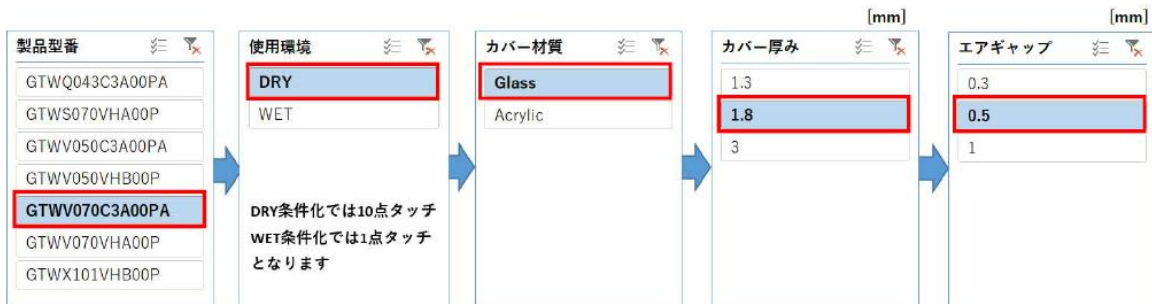 [mm]
[mm]
製品型番
GTWQ043C3A00PA
GTWS070VHA00P
GTWV050C3A00PA
GTWV050VHB00P
GTWV070C3A00PA
GTWV070VHA00P
GTWX101VHB00P
使用環境
DRY
WET
DRY条件化では10点タッチ
WET条件化では1点タッチ
となります
カバー材質
Glass
Acrylic
カバー厚み
1.3
1.8
3
エアギャップ
0.3
0.5
1